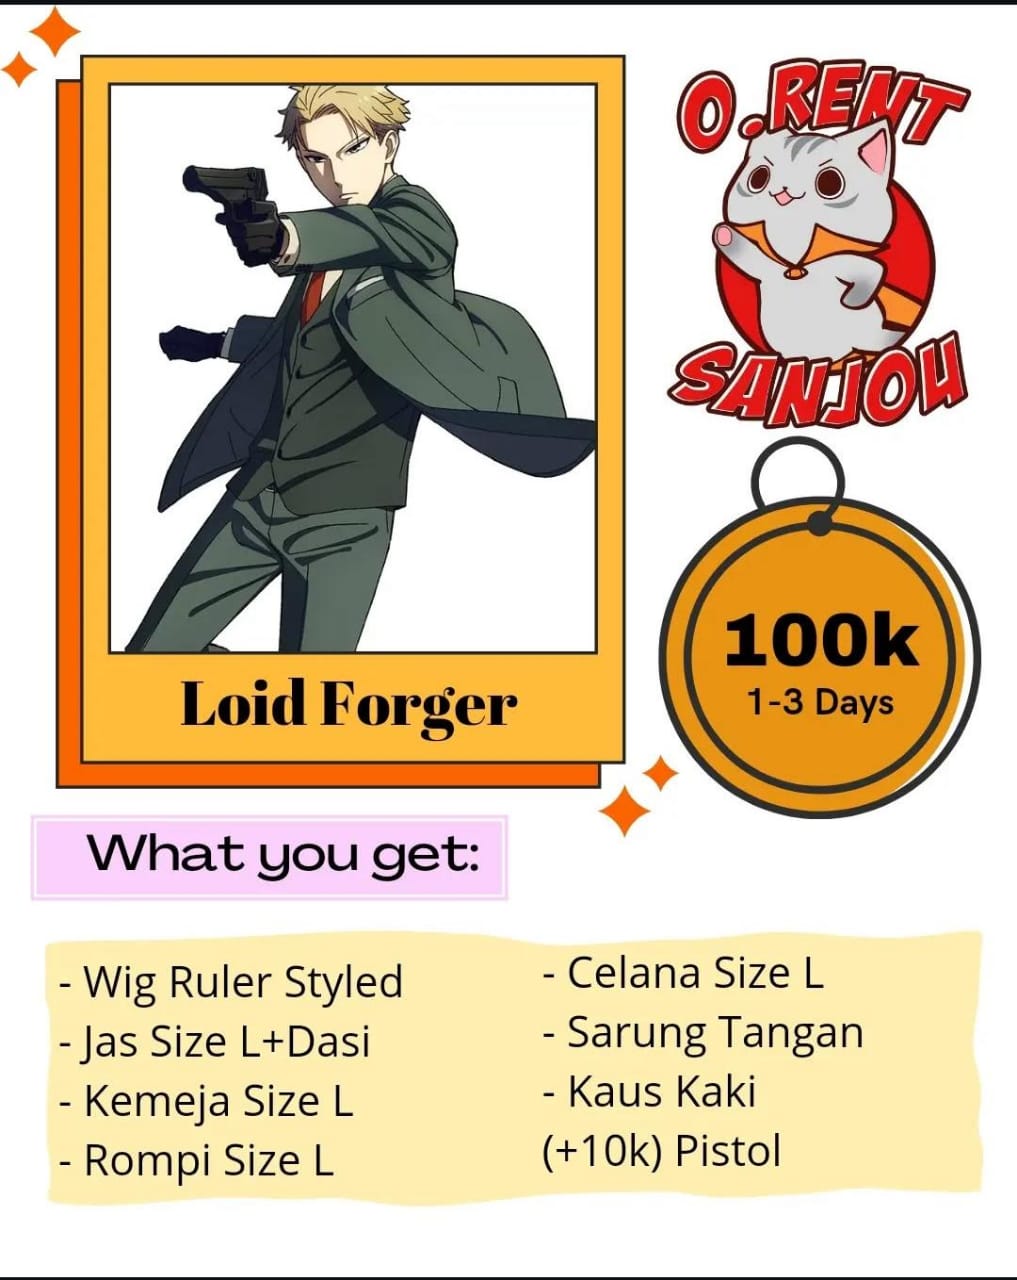 O.RENT
SANJOU
100k
1-3 Days
Loid Forger
What you get:
- Wig Ruler Styled
- Jas Size L+Dasi
- Kemeja Size L
- Rompi Size L
- Celana Size L
- Sarung Tangan
- Kaus Kaki
(+10k) Pistol